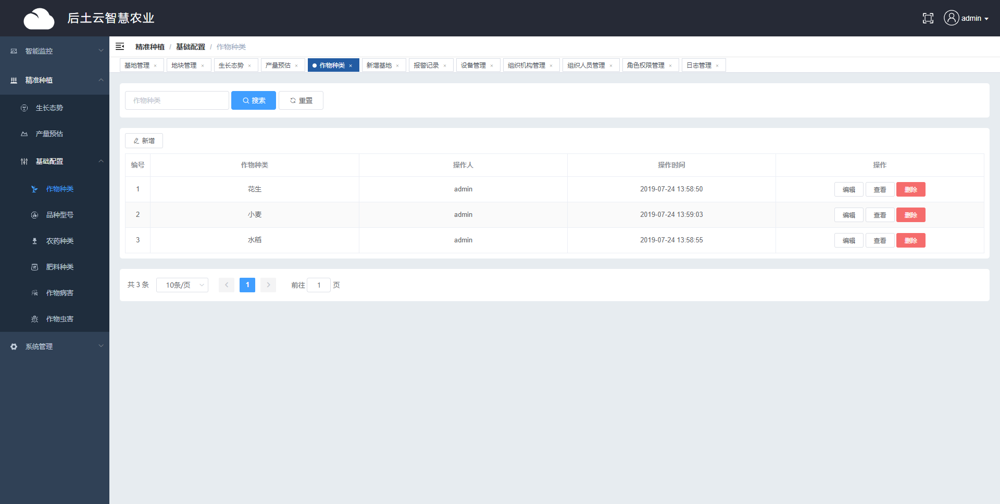 后土云智慧农业
admin
智能监控
精准种植
生长态势
产量预估
基础配置
作物种类
品种型号
农药种类
肥料种类
作物病害
作物虫害
系统管理
精准种植 / 基础配置 / 作物种类
基地管理 × 地块管理 × 生长态势 × 产量预估 × 作物种类 × 新增基地 × 报警记录 × 设备管理 × 组织机构管理 × 组织人员管理 × 角色权限管理 × 日志管理 ×
作物种类 搜索 重置
新增
编号 作物种类 操作人 操作时间 操作
1 花生 admin 2019-07-24 13:58:50 编辑 查看 删除
2 小麦 admin 2019-07-24 13:59:03 编辑 查看 删除
3 水稻 admin 2019-07-24 13:58:55 编辑 查看 删除
共 3 条 10条/页 1 前往 1 页